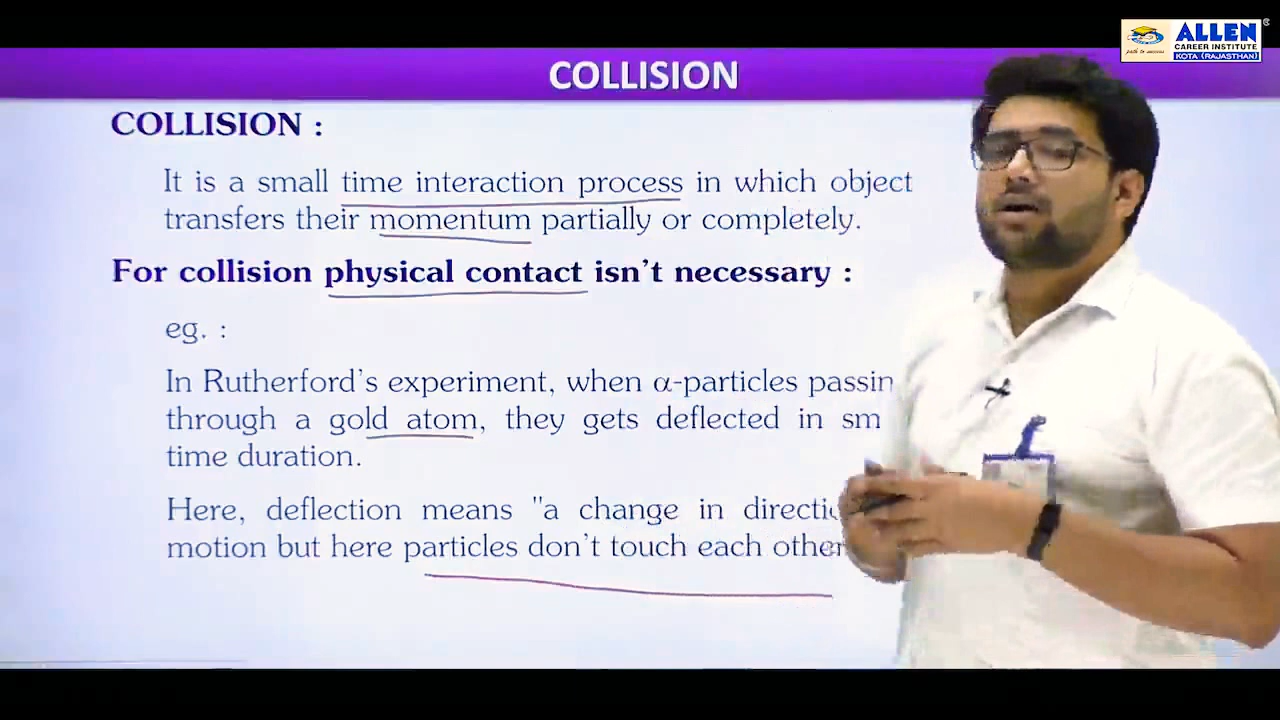 ALLEN
CAREER INSTITUTE
KOTA (RAJASTHAN)
path to success
COLLISION
COLLISION :
It is a small time interaction process in which object
transfers their momentum partially or completely.
For collision physical contact isn't necessary :
eg. :
In Rutherford's experiment, when α-particles passin
through a gold atom, they gets deflected in sm
time duration.
Here, deflection means "a change in directi
motion but here particles don't touch each other